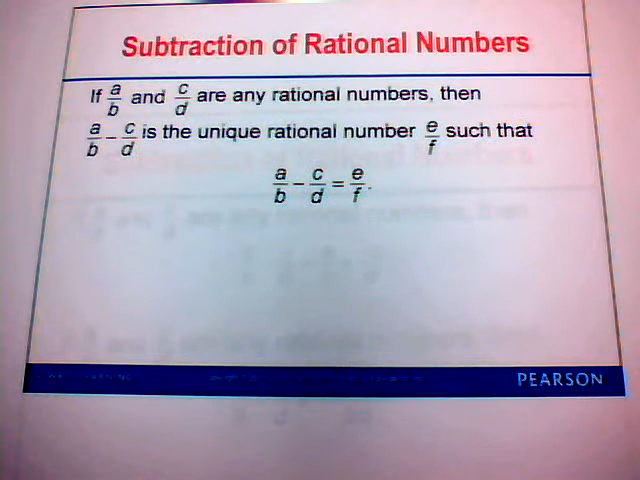 Subtraction of Rational Numbers
If a/b and c/d are any rational numbers, then
a/b – c/d is the unique rational number e/f such that
a/b – c/d = e/f.
PEARSON